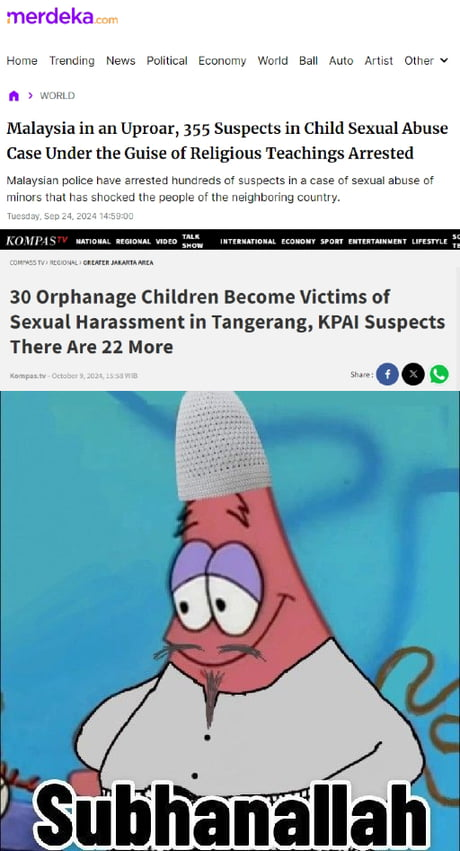 merdeka.com
Home Trending News Political Economy World Ball Auto Artist Other
> WORLD
Malaysia in an Uproar, 355 Suspects in Child Sexual Abuse
Case Under the Guise of Religious Teachings Arrested
Malaysian police have arrested hundreds of suspects in a case of sexual abuse of
minors that has shocked the people of the neighboring country.
Tuesday, Sep 24, 2024 14:59:00
KOMPASTV NATIONAL REGIONAL VIDEO TALK SHOW INTERNATIONAL ECONOMY SPORT ENTERTAINMENT LIFESTYLE
COMPASS TV > REGIONAL > GREATER JAKARTA AREA
30 Orphanage Children Become Victims of
Sexual Harassment in Tangerang, KPAI Suspects
There Are 22 More
Kompas.tv - October 9, 2024, 15:58 WIB
Share :
Subhanallah